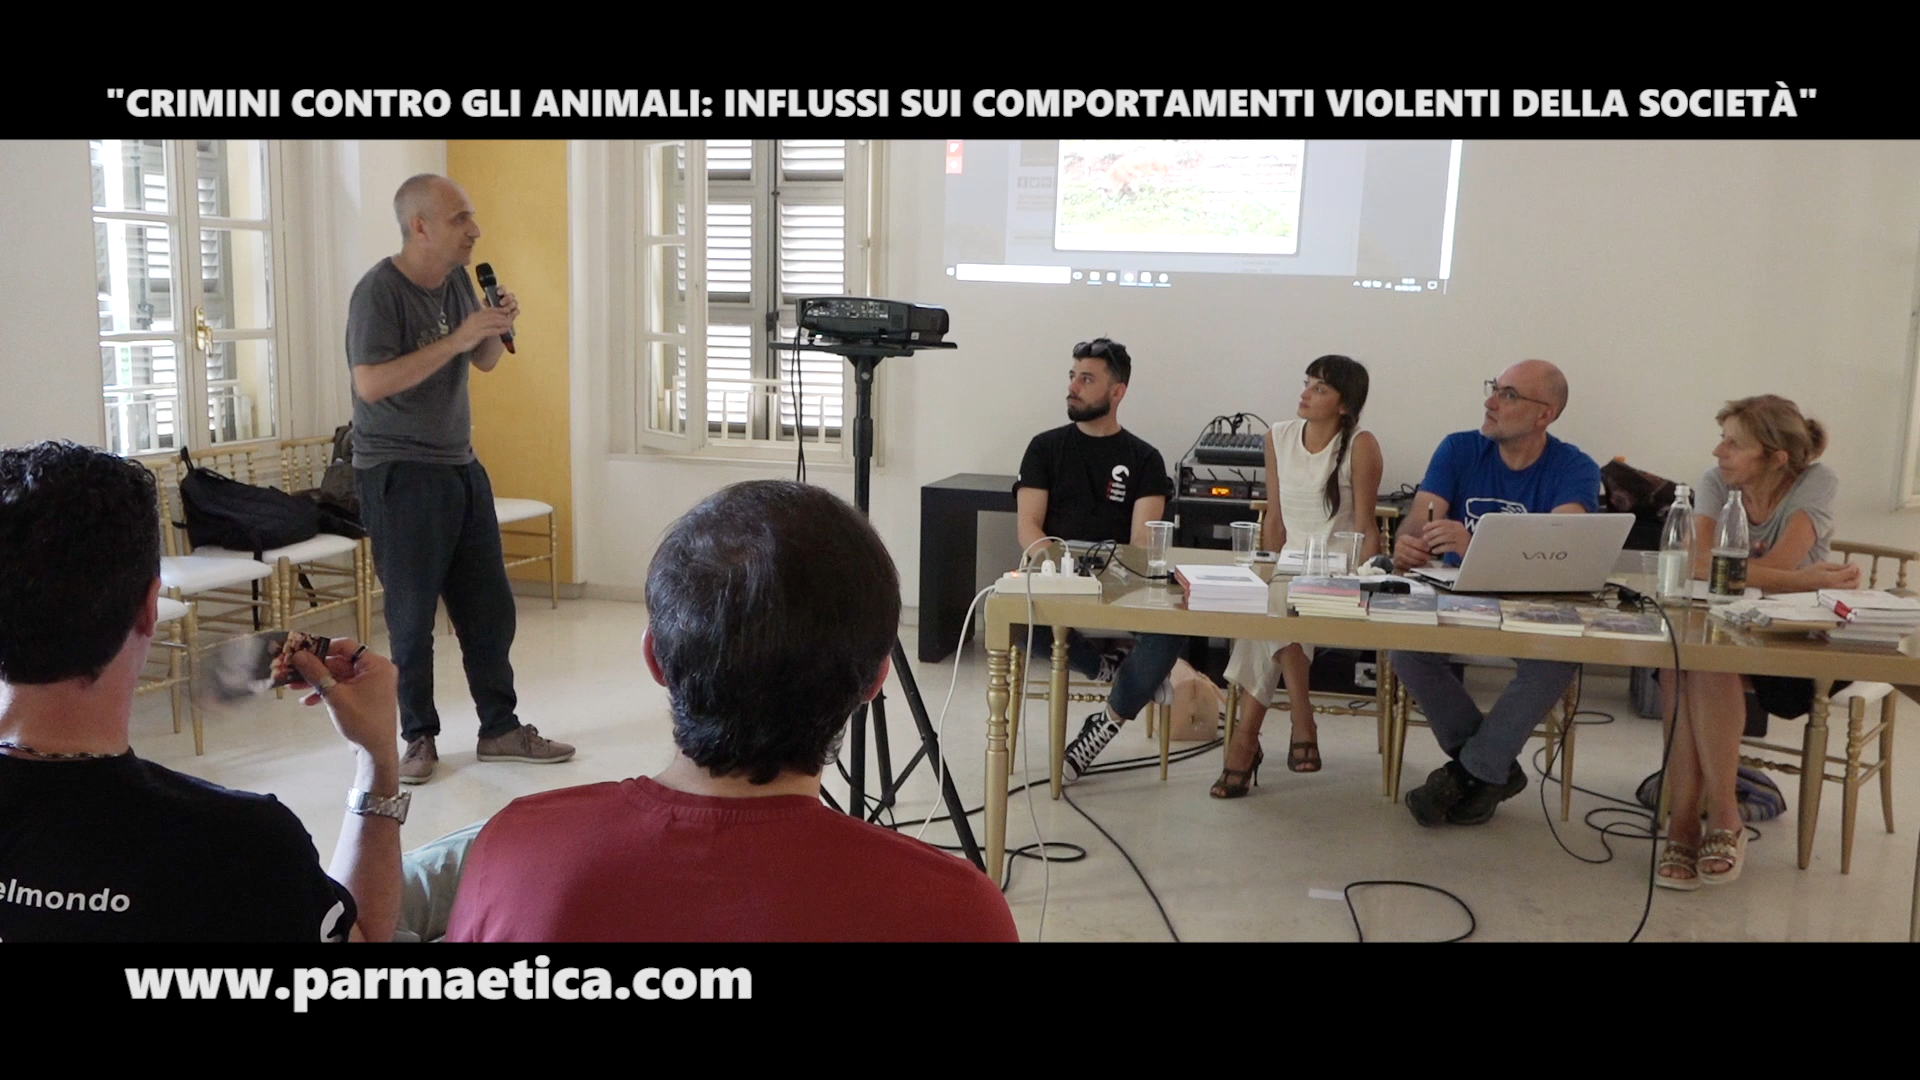 "CRIMINI CONTRO GLI ANIMALI: INFLUSSI SUI COMPORTAMENTI VIOLENTI DELLA SOCIETÀ"
VAIO
elmondo
www.parmaetica.com